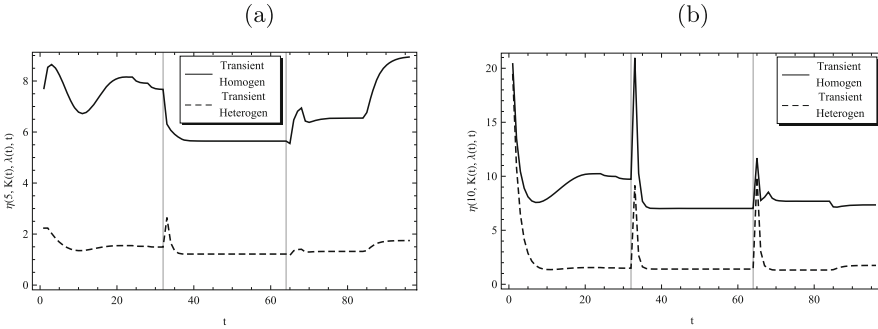 (a)
Transient
Homogen
Transient
Heterogen
η(5, K(t), λ(t), t)
8
6
4
2
0
0
20
40
60
80
t
(b)
Transient
Homogen
Transient
Heterogen
η(10, K(t), λ(t), t)
20
15
10
5
0
0
20
40
60
80
t